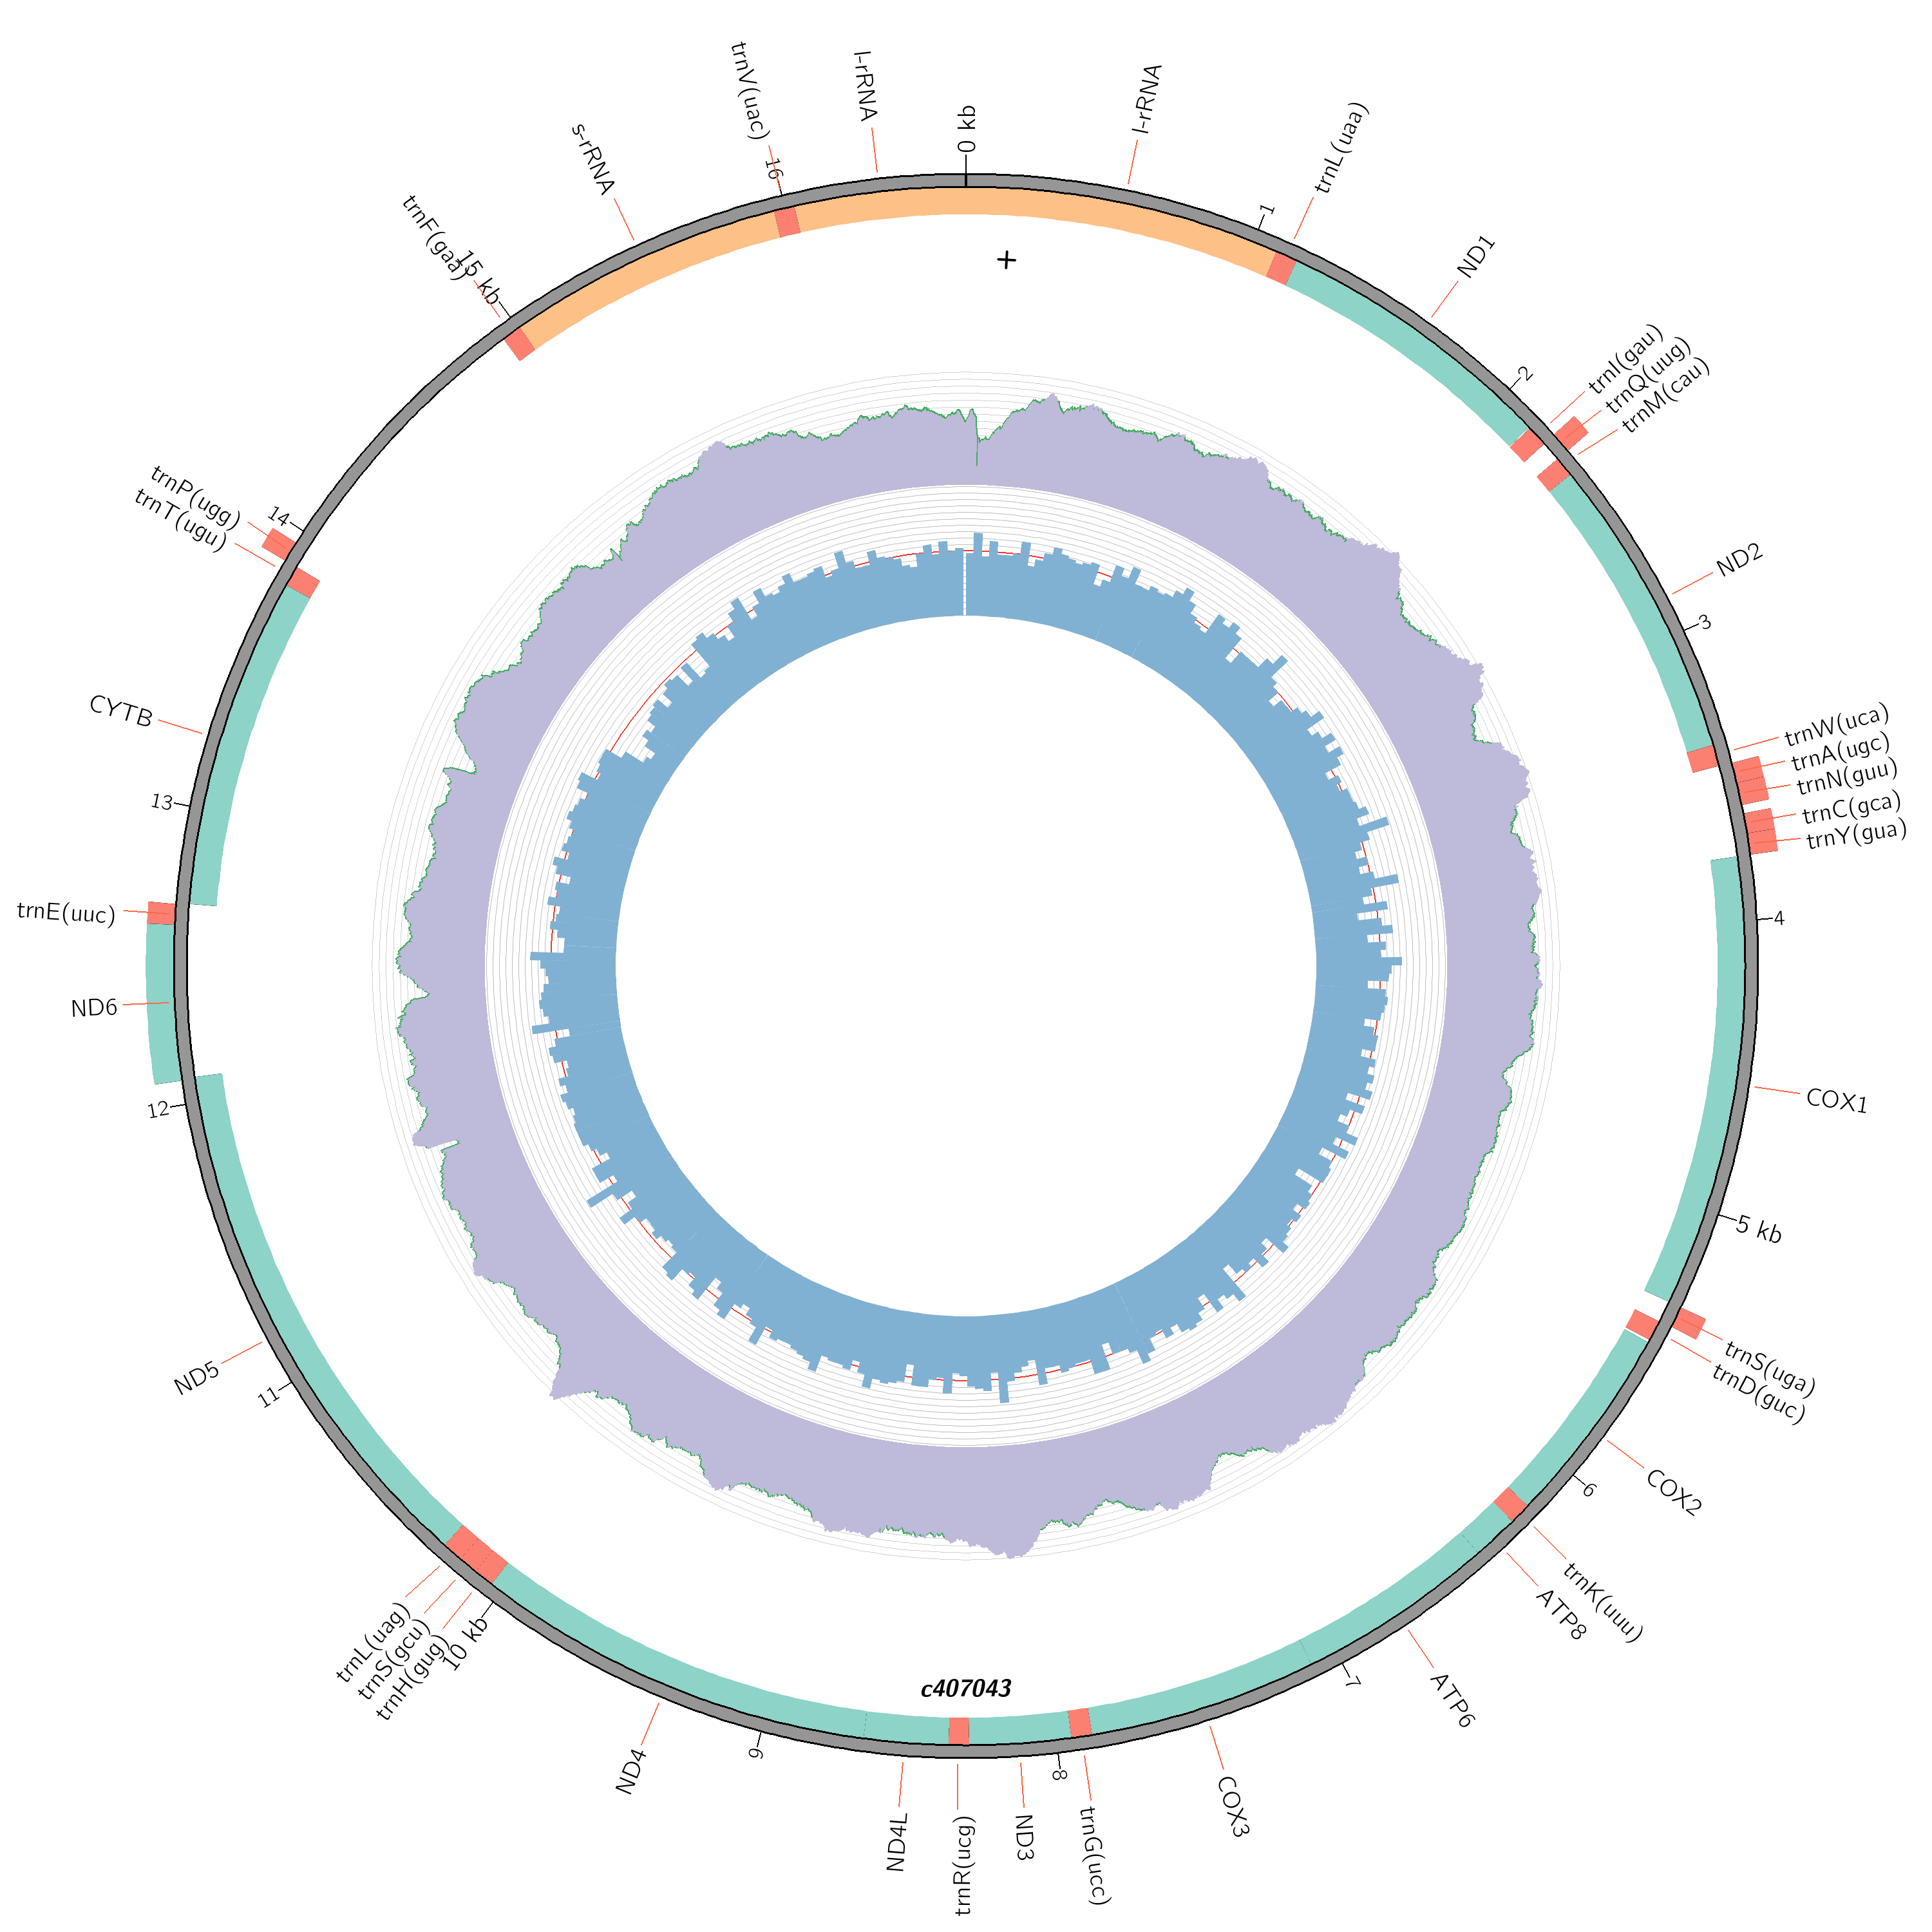 0 kb
l-rRNA
1
trnL(uaa)
ND1
2
trnI(gau)
trnQ(uug)
trnM(cau)
ND2
3
trnW(uca)
trnA(ugc)
trnN(guu)
trnC(gca)
trnY(gua)
4
COX1
5 kb
trnS(uga)
trnD(guc)
COX2
6
trnK(uuu)
ATP8
ATP6
7
COX3
trnG(ucc)
8
ND3
trnR(ucg)
ND4L
9
ND4
10 kb
trnH(gug)
trnS(gcu)
trnL(uag)
11
ND5
12
ND6
trnE(uuc)
13
CYTB
trnT(ugu)
trnP(ugg)
14
trnF(gaa)
15 kb
s-rRNA
trnV(uac)
16
l-rRNA
+
c407043